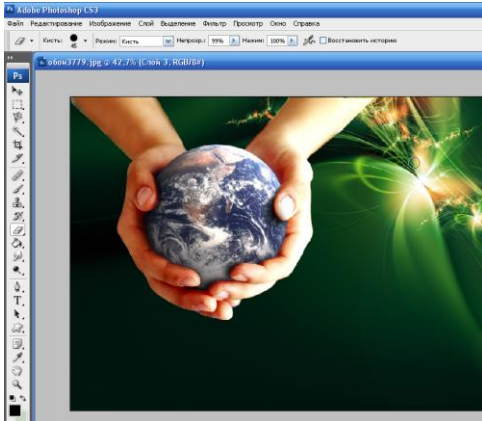 Adobe Photoshop CS3
Файл Редактирование Изображение Слой Выделение Фильтр Просмотр Окно Справка
Кисть: 45 Режим: Кисть Непрозр.: 99% Нажим: 100% Восстановить историю
обои3779.jpg @ 42,7% (Слой 3, RGB/8#)
Ps
T